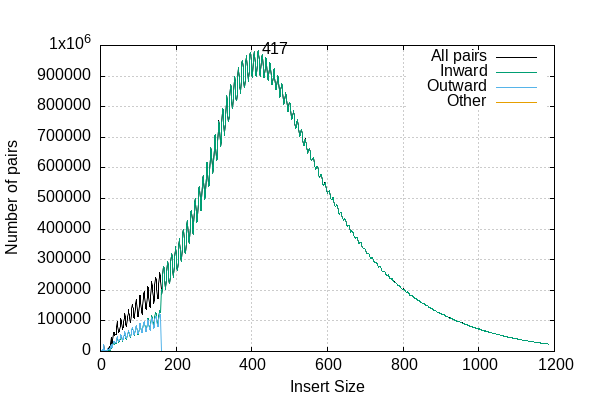 1x10^6
900000
800000
700000
600000
500000
400000
300000
200000
100000
0
0 200 400 600 800 1000 1200
Number of pairs
Insert Size
417
All pairs
Inward
Outward
Other